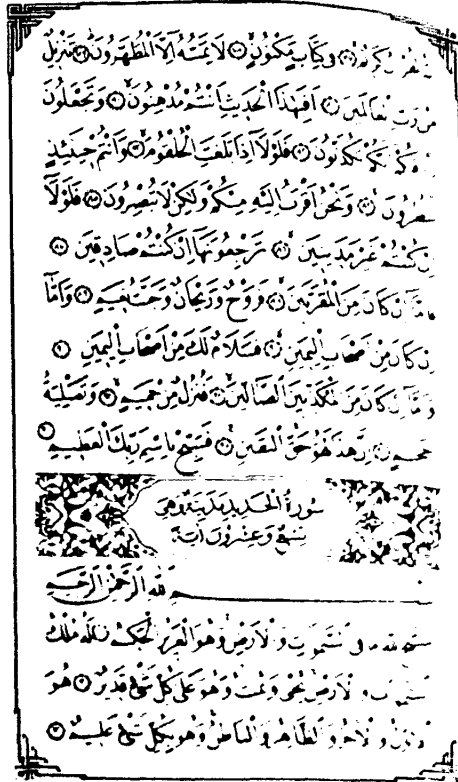 لقرآن كريم في كتاب مكنون لا يمسه إلا المطهرون تنزيل
من رب العالمين أفبهذا الحديث أنتم مدهنون وتجعلون
رزقكم أنكم تكذبون فلولا إذا بلغت الحلقوم وأنتم حينئذ
تنظرون ونحن أقرب إليه منكم ولكن لا تبصرون فلولا
إن كنتم غير مدينين ترجعونها إن كنتم صادقين
فأما إن كان من المقربين فروح وريحان وجنت نعيم وأما
إن كان من أصحاب اليمين فسلام لك من أصحاب اليمين
وأما إن كان من المكذبين الضالين فنزل من حميم وتصلية
جحيم إن هذا لهو حق اليقين فسبح باسم ربك العظيم
سورة الحديد مدنية وهي
تسع وعشرون آية
الله الرحمن الرحيم
سبح لله ما في السموات والأرض وهو العزيز الحكيم له ملك
السموات والأرض يحيي ويميت وهو على كل شيء قدير هو
الأول والآخر والظاهر والباطن وهو بكل شيء عليم